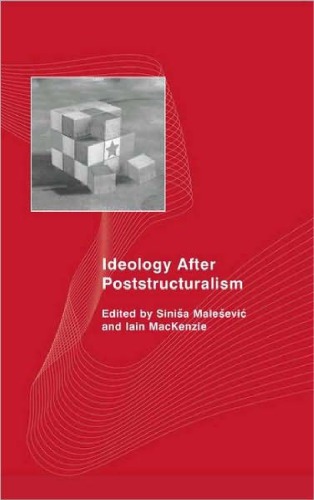 Ideology After
Poststructuralism
Edited by Siniša Malešević
and Iain MacKenzie